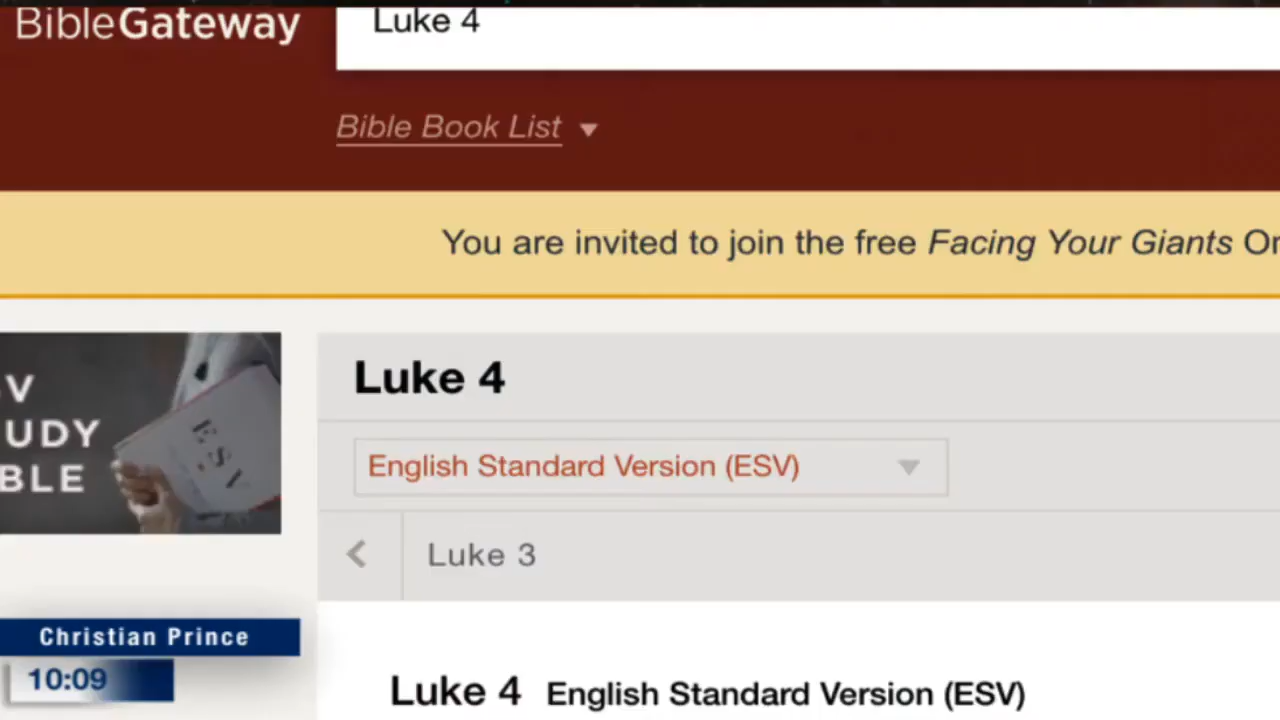 BibleGateway
Luke 4
Bible Book List
You are invited to join the free Facing Your Giants
Luke 4
V
UDY
BLE
ESV
English Standard Version (ESV)
Luke 3
Christian Prince
10:09
Luke 4 English Standard Version (ESV)